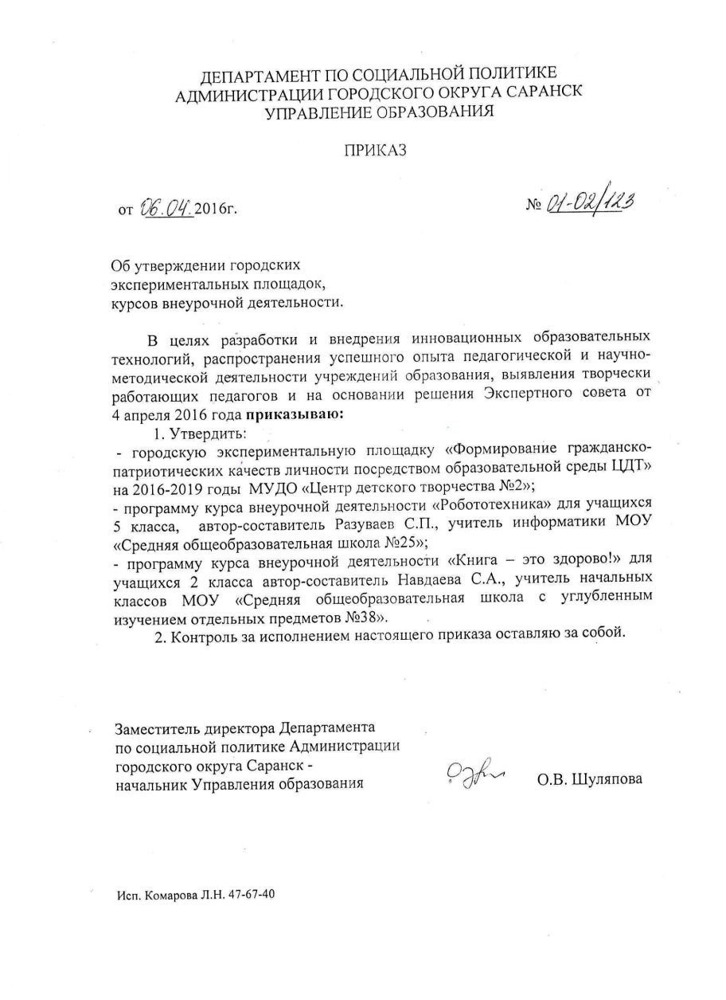 ДЕПАРТАМЕНТ ПО СОЦИАЛЬНОЙ ПОЛИТИКЕ
АДМИНИСТРАЦИИ ГОРОДСКОГО ОКРУГА САРАНСК
УПРАВЛЕНИЕ ОБРАЗОВАНИЯ
ПРИКАЗ
от 06.04.2016г. № 01-02/123
Об утверждении городских
экспериментальных площадок,
курсов внеурочной деятельности.
В целях разработки и внедрения инновационных образовательных
технологий, распространения успешного опыта педагогической и научно-
методической деятельности учреждений образования, выявления творчески
работающих педагогов и на основании решения Экспертного совета от
4 апреля 2016 года приказываю:
1. Утвердить:
- городскую экспериментальную площадку «Формирование гражданско-
патриотических качеств личности посредством образовательной среды ЦДТ»
на 2016-2019 годы МУДО «Центр детского творчества №2»;
- программу курса внеурочной деятельности «Робототехника» для учащихся
5 класса, автор-составитель Разуваев С.П., учитель информатики МОУ
«Средняя общеобразовательная школа №25»;
- программу курса внеурочной деятельности «Книга – это здорово!» для
учащихся 2 класса автор-составитель Навдаева С.А., учитель начальных
классов МОУ «Средняя общеобразовательная школа с углубленным
изучением отдельных предметов №38».
2. Контроль за исполнением настоящего приказа оставляю за собой.
Заместитель директора Департамента
по социальной политике Администрации
городского округа Саранск -
начальник Управления образования О.В. Шуляпова
Исп. Комарова Л.Н. 47-67-40